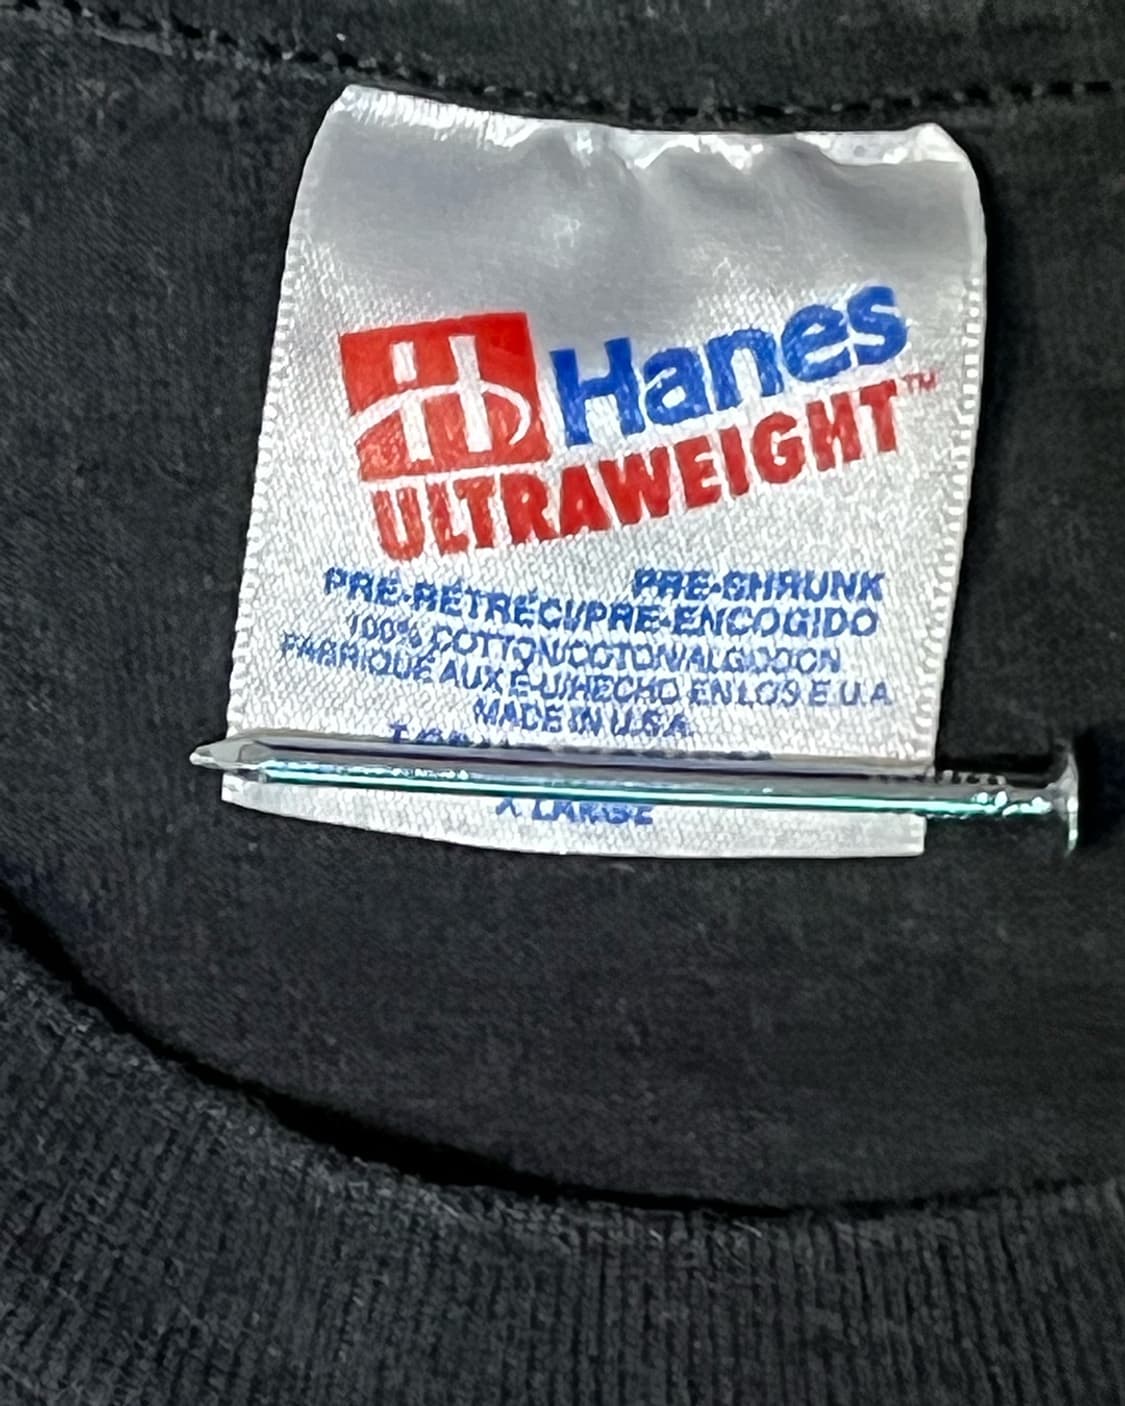 Hanes
ULTRAWEIGHT™
PRE-SHRUNK
PRÉ-RÉTRÉCI/PRE-ENCOGIDO
100% COTTON/COTON/ALGODON
FABRIQUÉ AUX É-U/HECHO EN LOS E.U.A
MADE IN U.S.A.
X LARGE